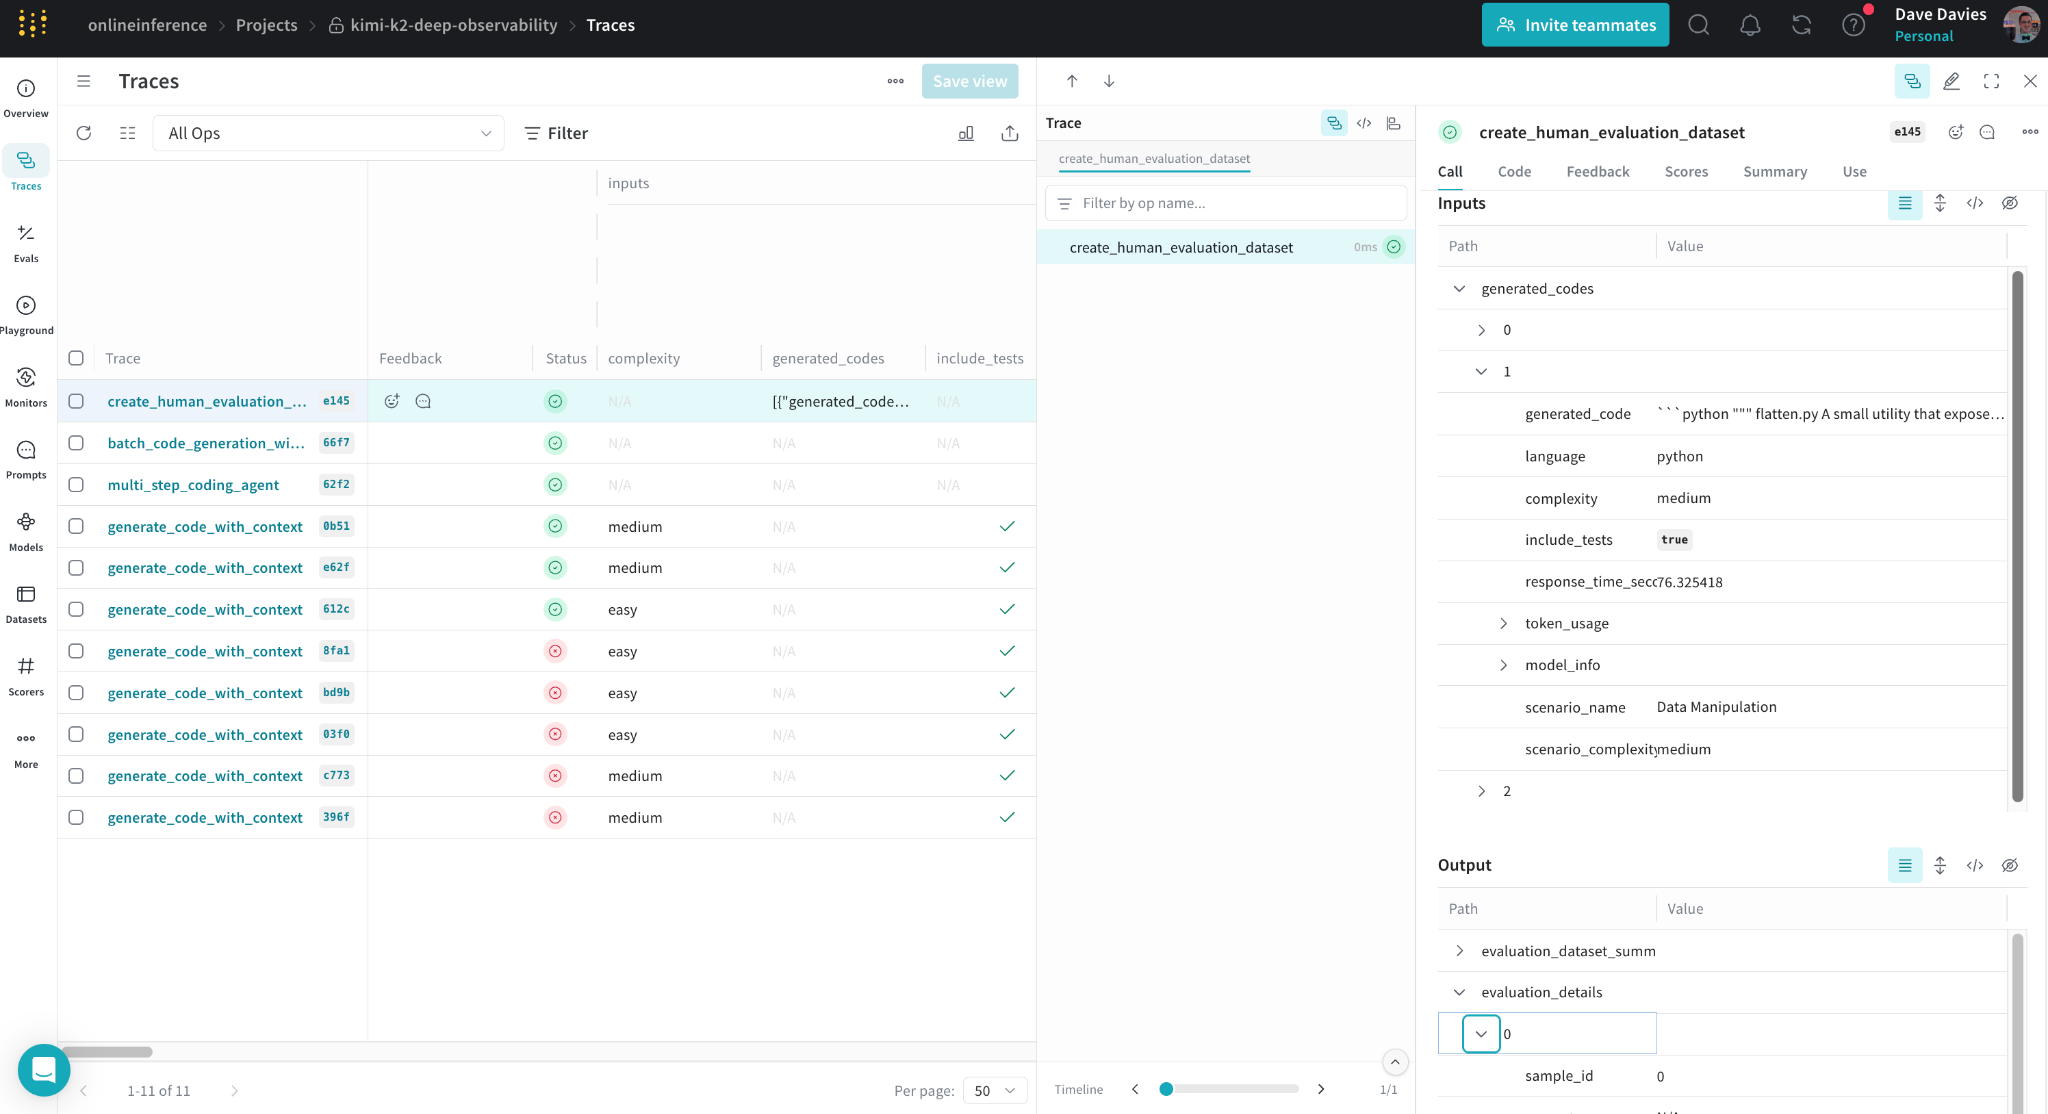 onlineinference
Projects
kimi-k2-deep-observability
Traces
Invite teammates
Dave Davies
Personal
Overview
Traces
Evals
Playground
Monitors
Prompts
Models
Datasets
Scorers
More
Traces
Save view
All Ops
Filter
inputs
Trace Feedback Status complexity generated_codes include_tests
create_human_evaluation_... e145 N/A [{"generated_code... N/A
batch_code_generation_wi... 66f7 N/A N/A N/A
multi_step_coding_agent 62f2 N/A N/A N/A
generate_code_with_context 0b51 medium N/A
generate_code_with_context e62f medium N/A
generate_code_with_context 612c easy N/A
generate_code_with_context 8fa1 easy N/A
generate_code_with_context bd9b easy N/A
generate_code_with_context 03f0 easy N/A
generate_code_with_context c773 medium N/A
generate_code_with_context 396f medium N/A
1-11 of 11
Per page: 50
Trace
create_human_evaluation_dataset
Filter by op name...
create_human_evaluation_dataset 0ms
Timeline
1/1
create_human_evaluation_dataset e145
Call Code Feedback Scores Summary Use
Inputs
Path Value
generated_codes
0
1
generated_code ```python """ flatten.py A small utility that expose...
language python
complexity medium
include_tests true
response_time_secc 76.325418
token_usage
model_info
scenario_name Data Manipulation
scenario_complexity medium
2
Output
Path Value
evaluation_dataset_summ
evaluation_details
0
sample_id 0